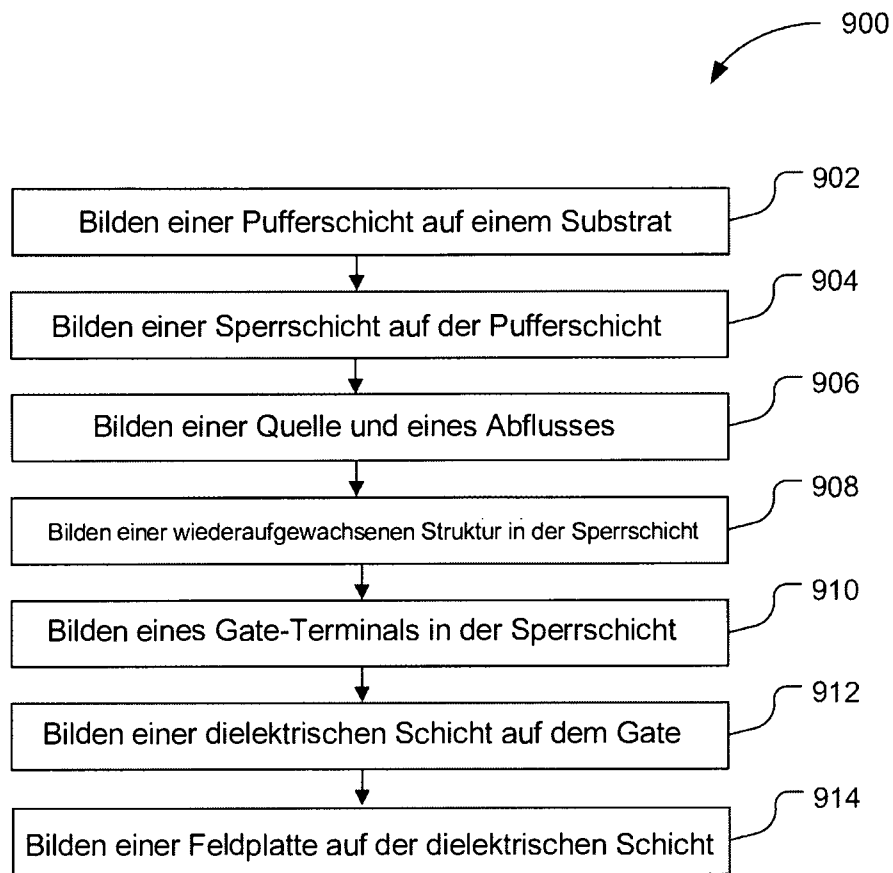 900
902
Bilden einer Pufferschicht auf einem Substrat
904
Bilden einer Sperrschicht auf der Pufferschicht
906
Bilden einer Quelle und eines Abflusses
908
Bilden einer wiederaufgewachsenen Struktur in der Sperrschicht
910
Bilden eines Gate-Terminals in der Sperrschicht
912
Bilden einer dielektrischen Schicht auf dem Gate
914
Bilden einer Feldplatte auf der dielektrischen Schicht